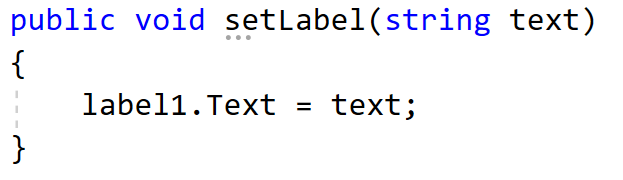 public void setLabel(string text)
{
    label1.Text = text;
}